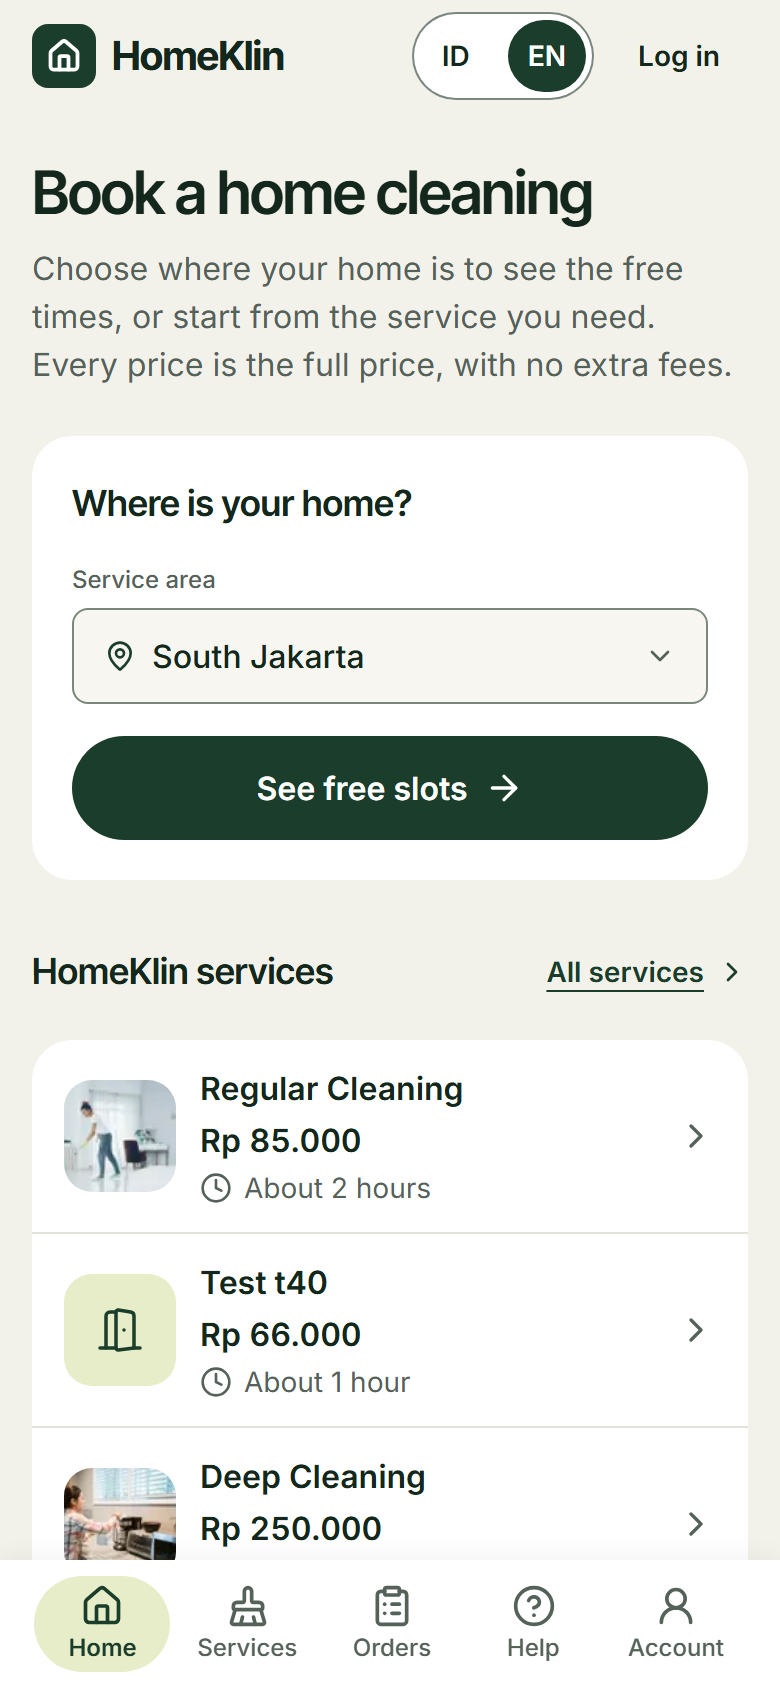 HomeKlin
ID
EN
Log in
Book a home cleaning
Choose where your home is to see the free
times, or start from the service you need.
Every price is the full price, with no extra fees.
Where is your home?
Service area
South Jakarta
See free slots
HomeKlin services
All services
Regular Cleaning
Rp 85.000
About 2 hours
Test t40
Rp 66.000
About 1 hour
Deep Cleaning
Rp 250.000
Home
Services
Orders
Help
Account